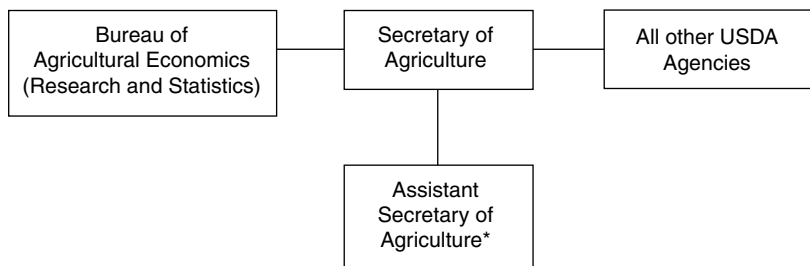 Bureau of
Agricultural Economics
(Research and Statistics)
Secretary of
Agriculture
All other USDA
Agencies
Assistant
Secretary of
Agriculture*